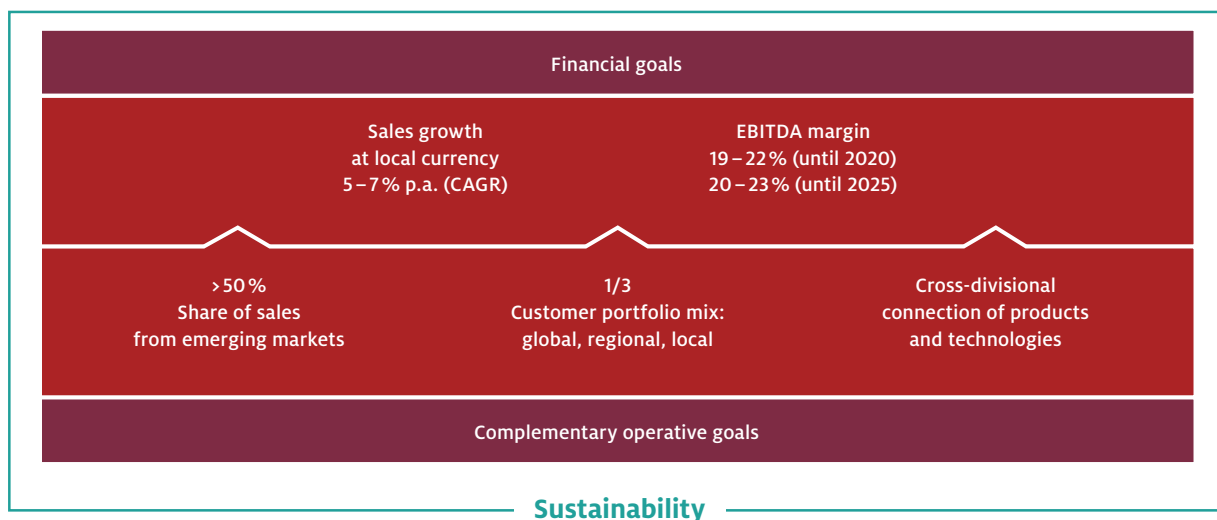 Financial goals
Sales growth
at local currency
5–7 % p.a. (CAGR)
EBITDA margin
19–22 % (until 2020)
20–23 % (until 2025)
>50 %
Share of sales
from emerging markets
1/3
Customer portfolio mix:
global, regional, local
Cross-divisional
connection of products
and technologies
Complementary operative goals
Sustainability